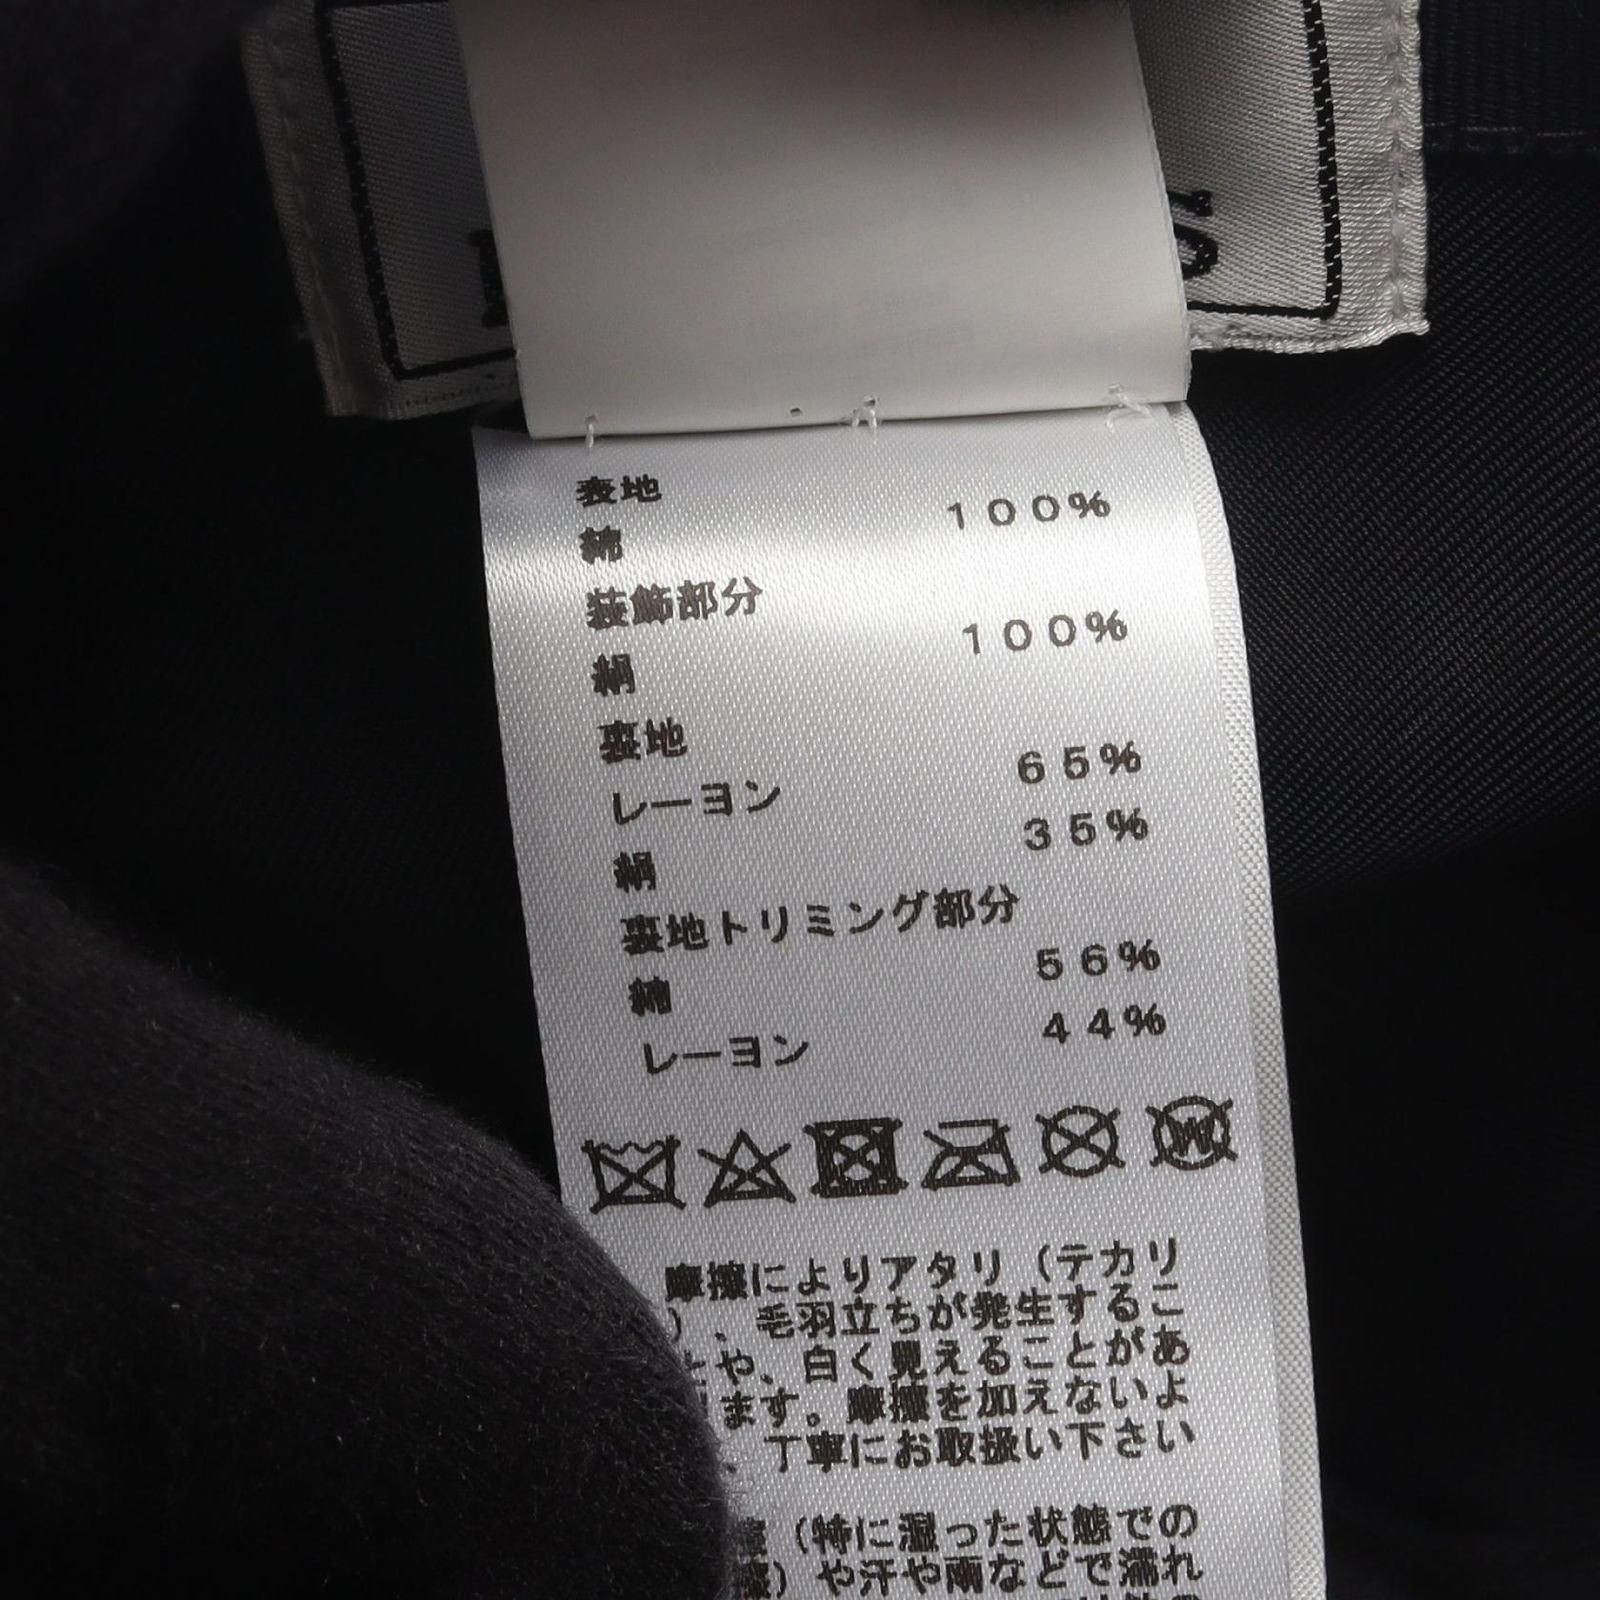 表地
綿 100%
装飾部分
絹 100%
裏地
レーヨン 65%
絹 35%
裏地トリミング部分
綿 56%
レーヨン 44%
W
摩擦によりアタリ（テカリ
）、毛羽立ちが発生するこ
とや、白く見えることがあ
ます。摩擦を加えないよ
、丁寧にお取扱い下さい
（特に湿った状態での
擦）や汗や雨などで濡れ